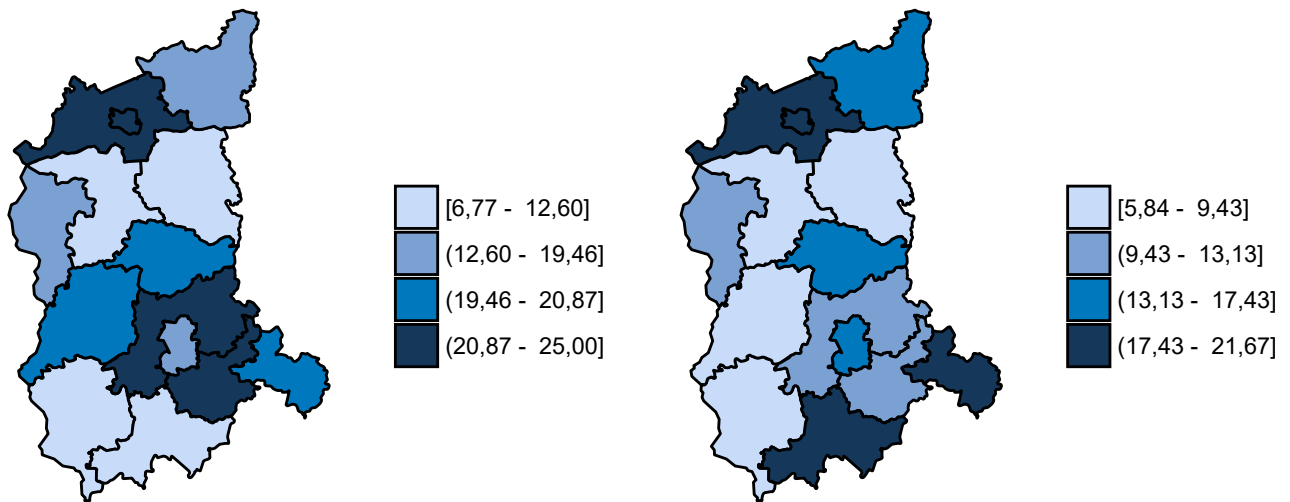 [6,77 - 12,60]
(12,60 - 19,46]
(19,46 - 20,87]
(20,87 - 25,00]
[5,84 - 9,43]
(9,43 - 13,13]
(13,13 - 17,43]
(17,43 - 21,67]